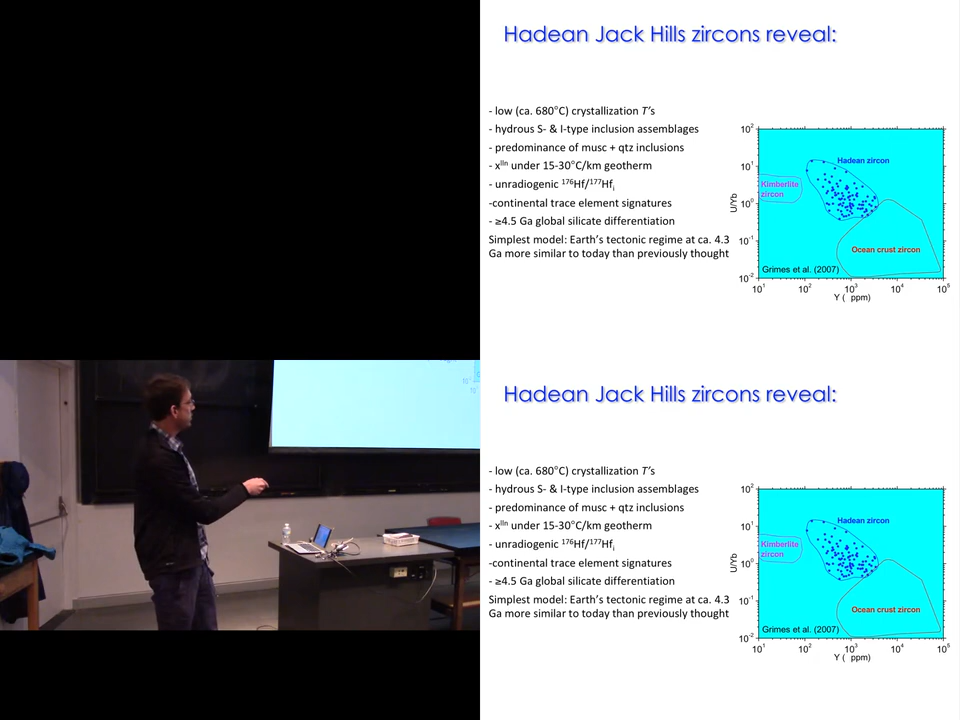 Hadean Jack Hills zircons reveal:
- low (ca. 680°C) crystallization T's
- hydrous S- & I-type inclusion assemblages
- predominance of musc + qtz inclusions
- xlln under 15-30°C/km geotherm
- unradiogenic 176Hf/177Hfi
-continental trace element signatures
- ≥4.5 Ga global silicate differentiation
Simplest model: Earth's tectonic regime at ca. 4.3
Ga more similar to today than previously thought
10²
10¹
10⁰
10⁻¹
10⁻²
U/Yb
Hadean zircon
Kimberlite
zircon
Ocean crust zircon
Grimes et al. (2007)
10¹ 10² 10³ 10⁴ 10⁵
Y ( ppm)
Hadean Jack Hills zircons reveal:
- low (ca. 680°C) crystallization T's
- hydrous S- & I-type inclusion assemblages
- predominance of musc + qtz inclusions
- xlln under 15-30°C/km geotherm
- unradiogenic 176Hf/177Hfi
-continental trace element signatures
- ≥4.5 Ga global silicate differentiation
Simplest model: Earth's tectonic regime at ca. 4.3
Ga more similar to today than previously thought
10²
10¹
10⁰
10⁻¹
10⁻²
U/Yb
Hadean zircon
Kimberlite
zircon
Ocean crust zircon
Grimes et al. (2007)
10¹ 10² 10³ 10⁴ 10⁵
Y ( ppm)